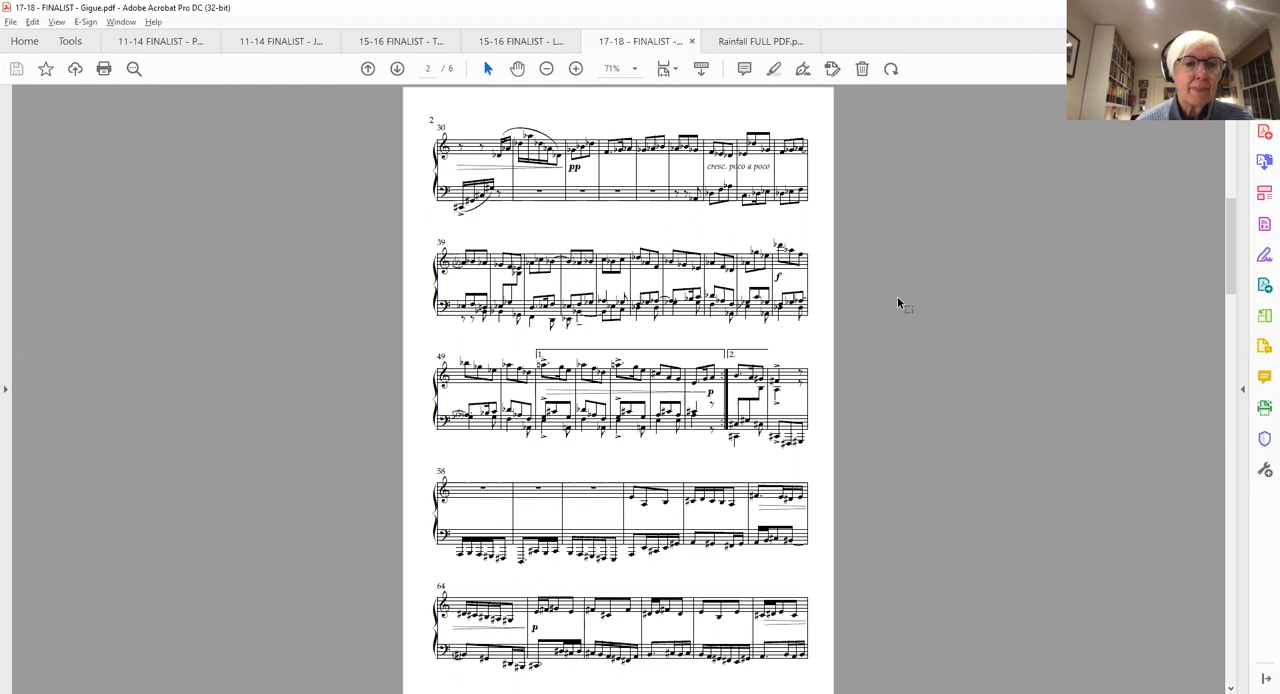 17-18 - FINALIST - Gigue.pdf - Adobe Acrobat Pro DC (32-bit)
File Edit View E-Sign Window Help
Home Tools 11-14 FINALIST - P... 11-14 FINALIST - J... 15-16 FINALIST - T... 15-16 FINALIST - L... 17-18 - FINALIST -... × Rainfall FULL PDF.p...
2 / 6 71%
2
30
pp
cresc. poco a poco
39
f
49
1.
2.
p
58
64
p